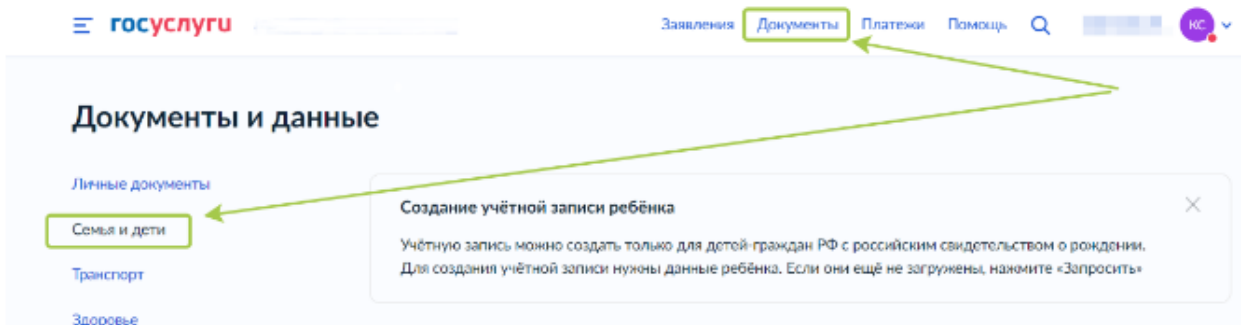 госуслуги
Заявления Документы Платежи Помощь
КС
Документы и данные
Личные документы
Семья и дети
Транспорт
Здоровье
Создание учётной записи ребёнка
Учётную запись можно создать только для детей-граждан РФ с российским свидетельством о рождении.
Для создания учётной записи нужны данные ребёнка. Если они ещё не загружены, нажмите «Запросить»